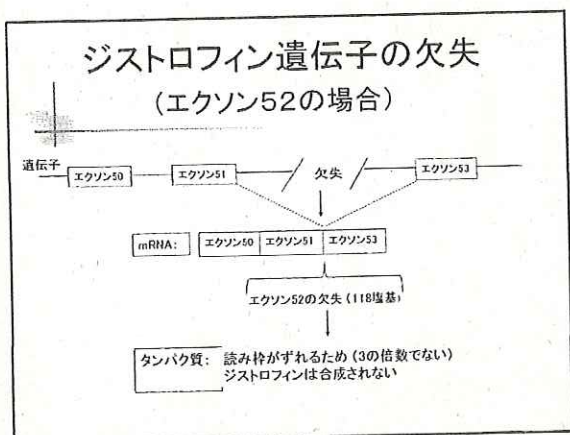 ジストロフィン遺伝子の欠失
(エクソン52の場合)
遺伝子
エクソン50
エクソン51
欠失
エクソン53
mRNA:
エクソン50
エクソン51
エクソン53
エクソン52の欠失(118塩基)
タンパク質: 読み枠がずれるため(3の倍数でない)
ジストロフィンは合成されない